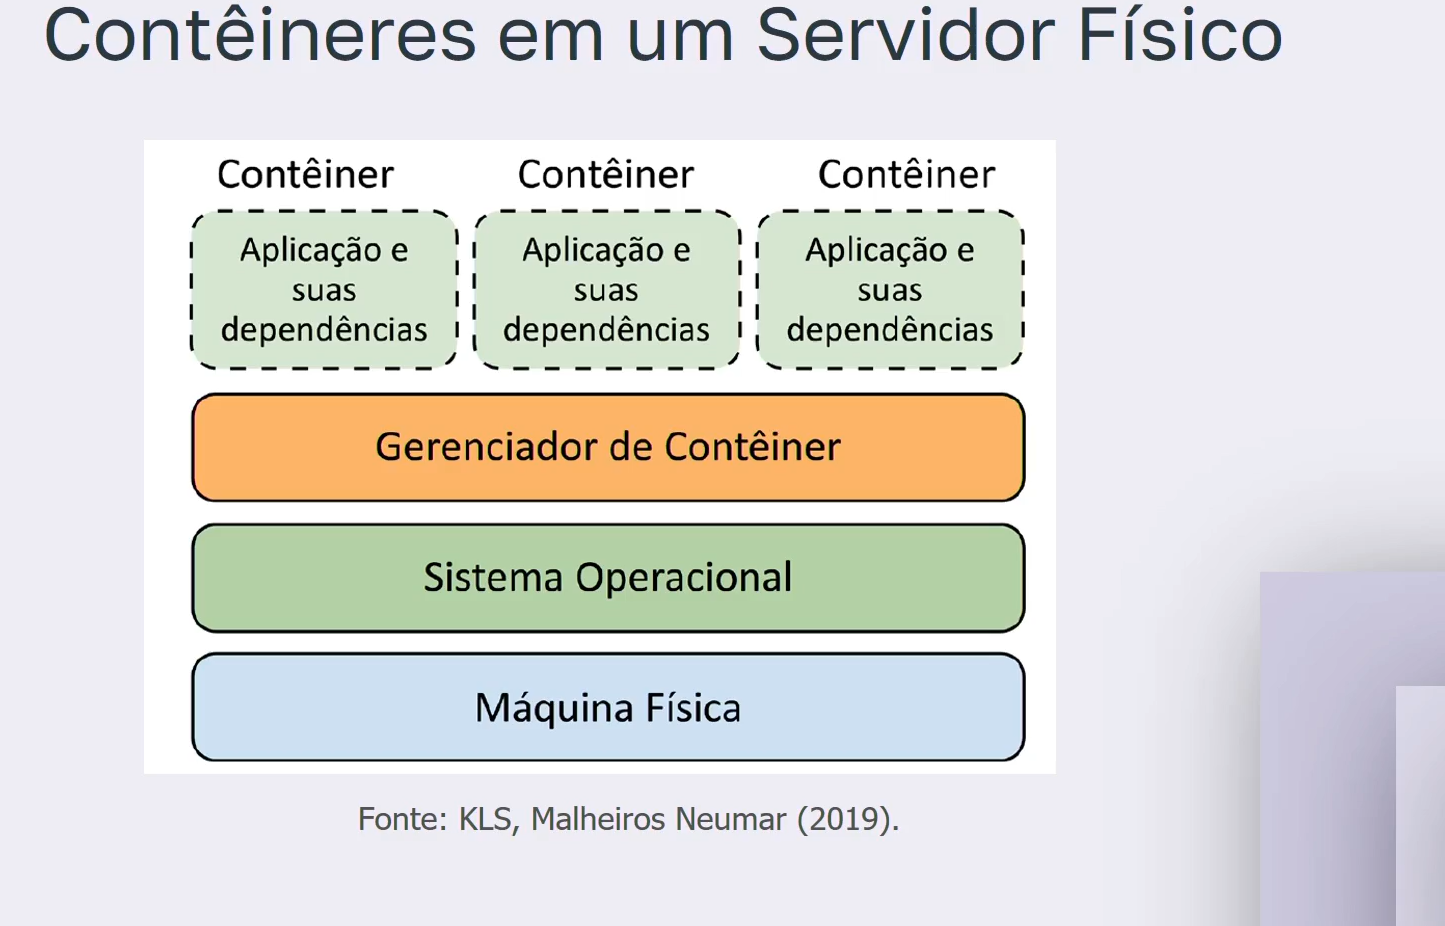 Contêineres em um Servidor Físico
Contêiner Contêiner Contêiner
Aplicação e
suas
dependências
Aplicação e
suas
dependências
Aplicação e
suas
dependências
Gerenciador de Contêiner
Sistema Operacional
Máquina Física
Fonte: KLS, Malheiros Neumar (2019).